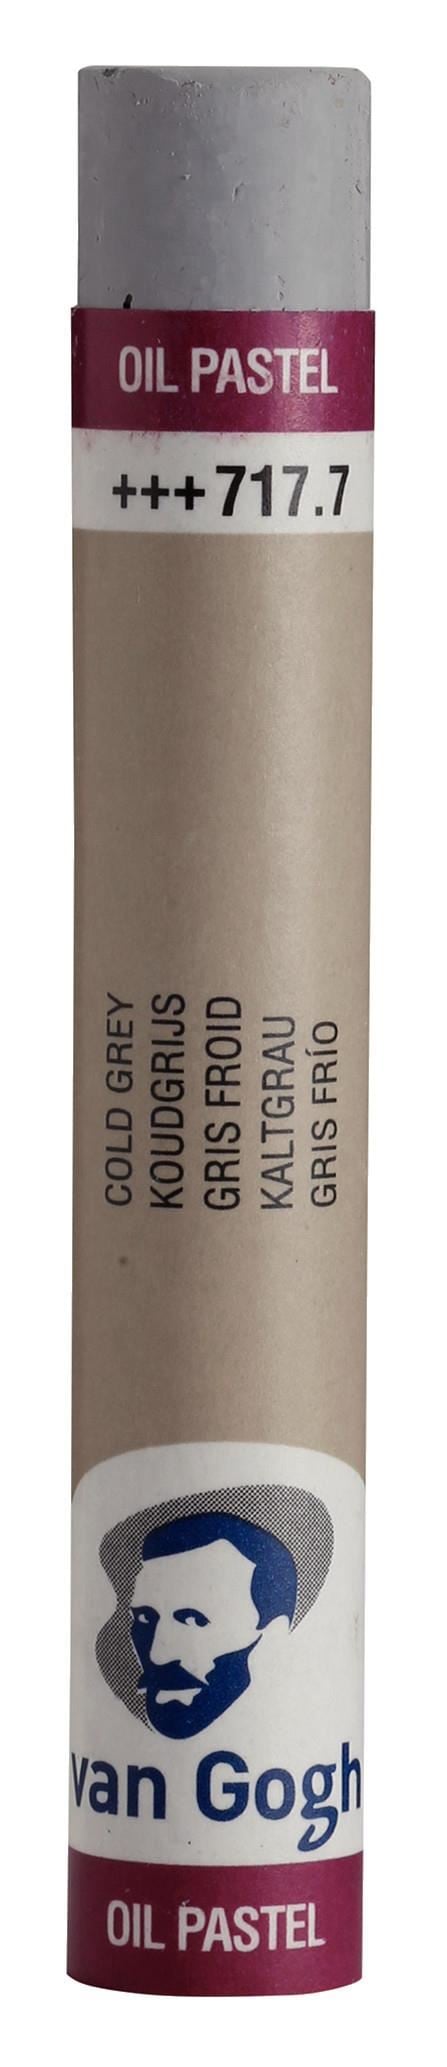 OIL PASTEL
+++717.7
COLD GREY
KOUDGRIJS
GRIS FROID
KALTGRAU
GRIS FRÍO
van Gogh
OIL PASTEL